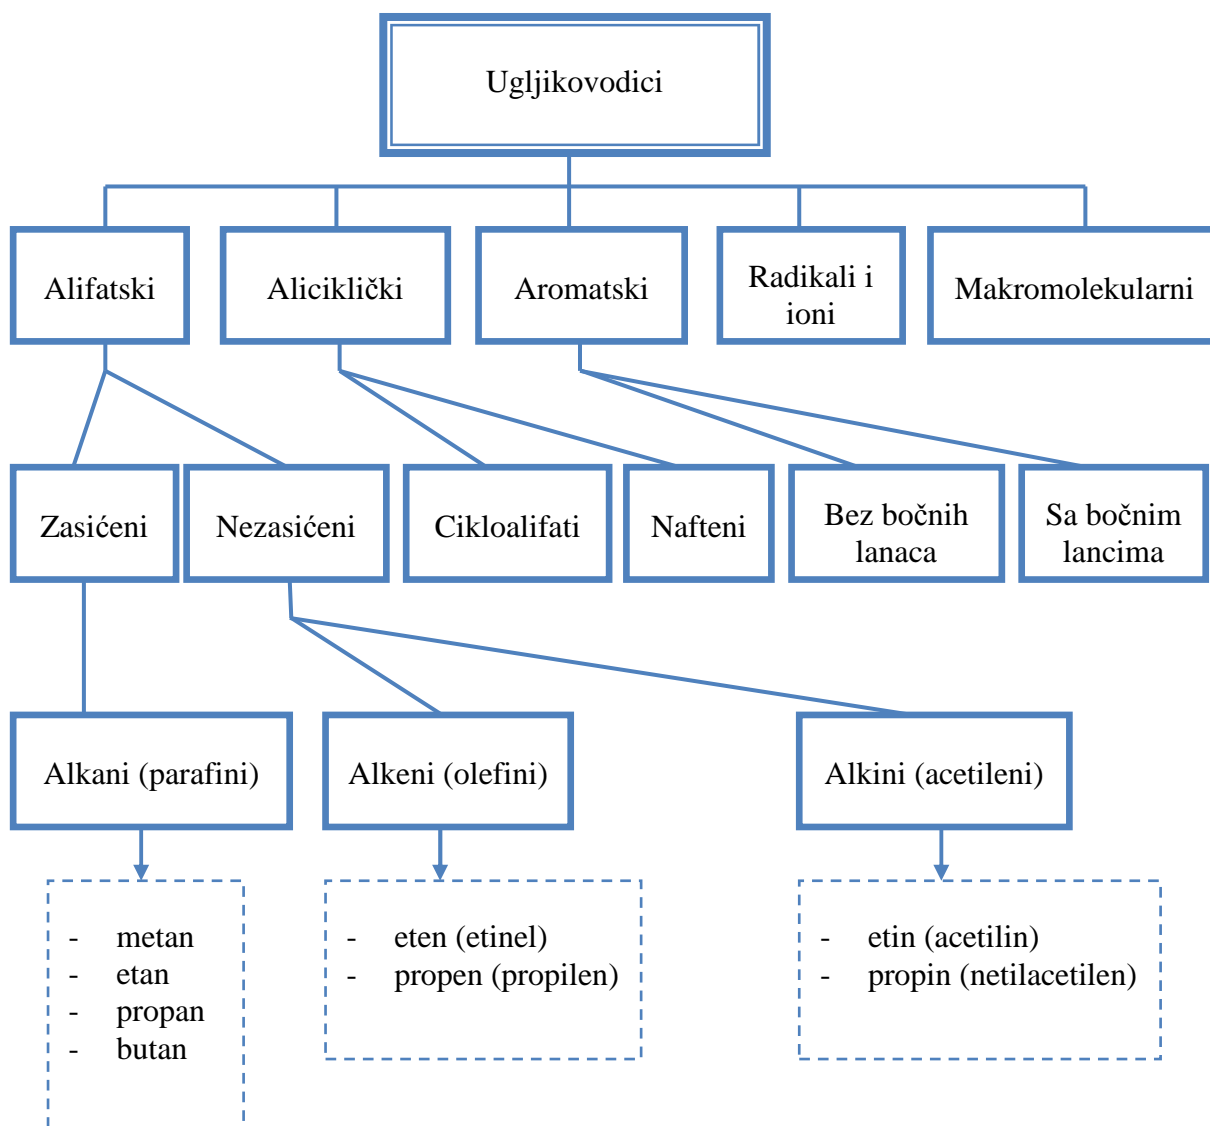 Ugljikovodici
Alifatski
Aliciklički
Aromatski
Radikali i
ioni
Makromolekularni
Zasićeni
Nezasićeni
Cikloalifati
Nafteni
Bez bočnih
lanaca
Sa bočnim
lancima
Alkani (parafini)
Alkeni (olefini)
Alkini (acetileni)
- metan
- etan
- propan
- butan
- eten (etinel)
- propen (propilen)
- etin (acetilin)
- propin (netilacetilen)